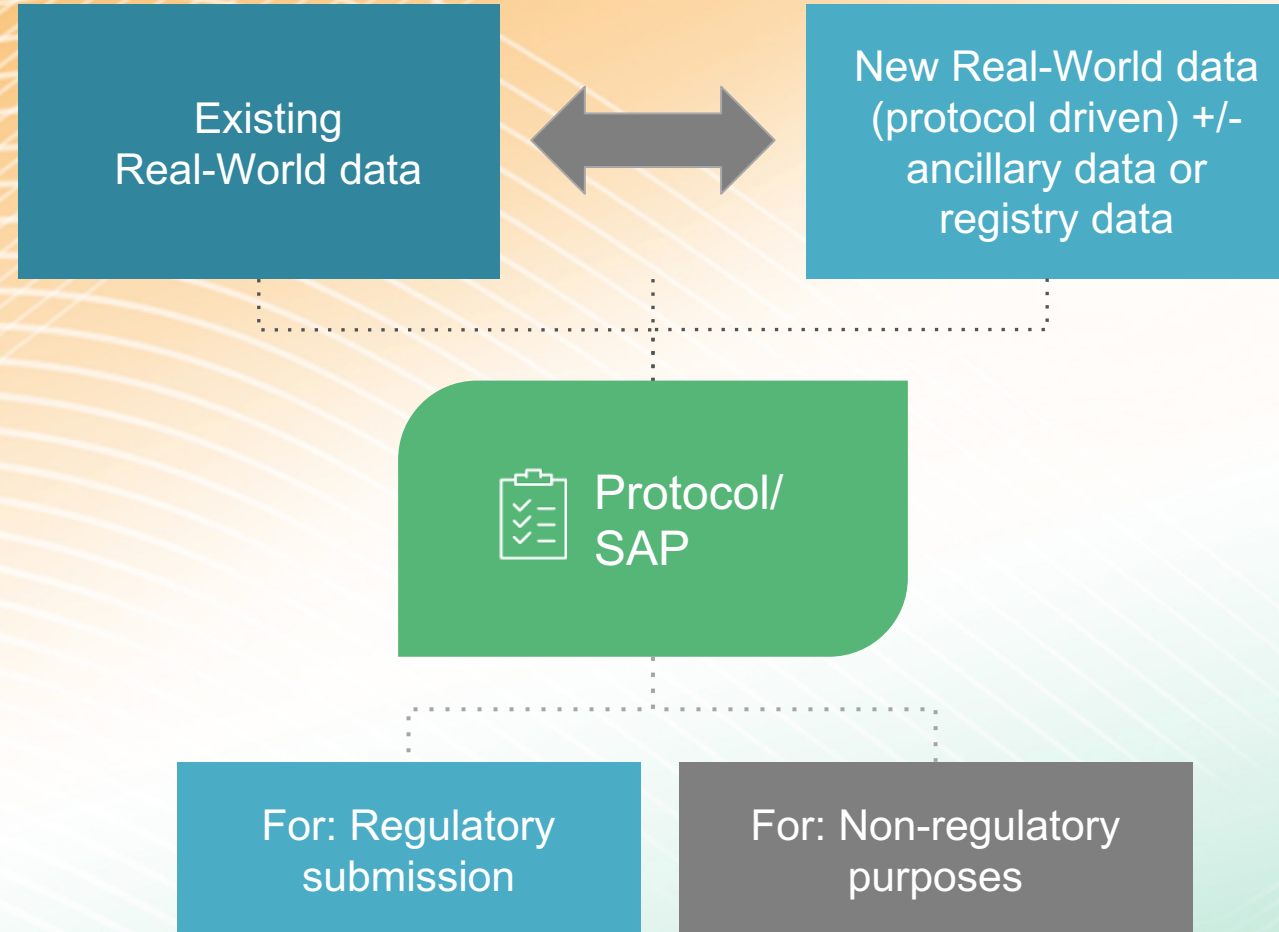 Existing
Real-World data
New Real-World data
(protocol driven) +/-
ancillary data or
registry data
Protocol/
SAP
For: Regulatory
submission
For: Non-regulatory
purposes